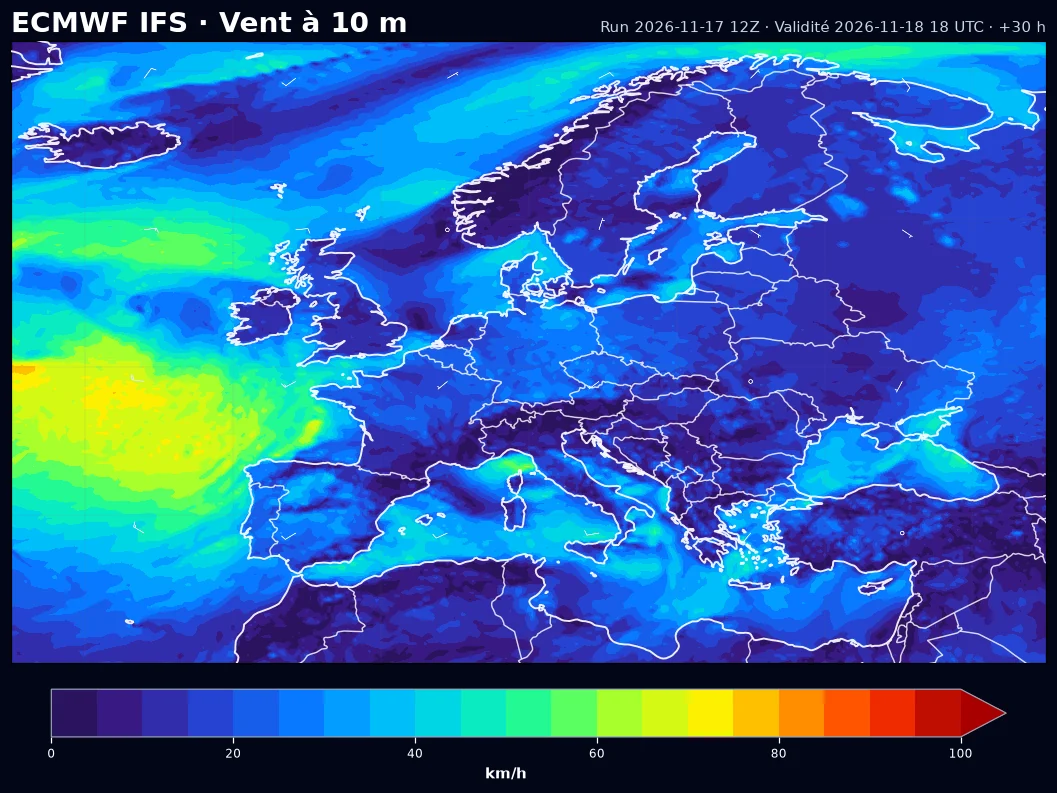 ECMWF IFS · Vent à 10 m
Run 2026-11-17 12Z · Validité 2026-11-18 18 UTC · +30 h
0 20 40 60 80 100
km/h